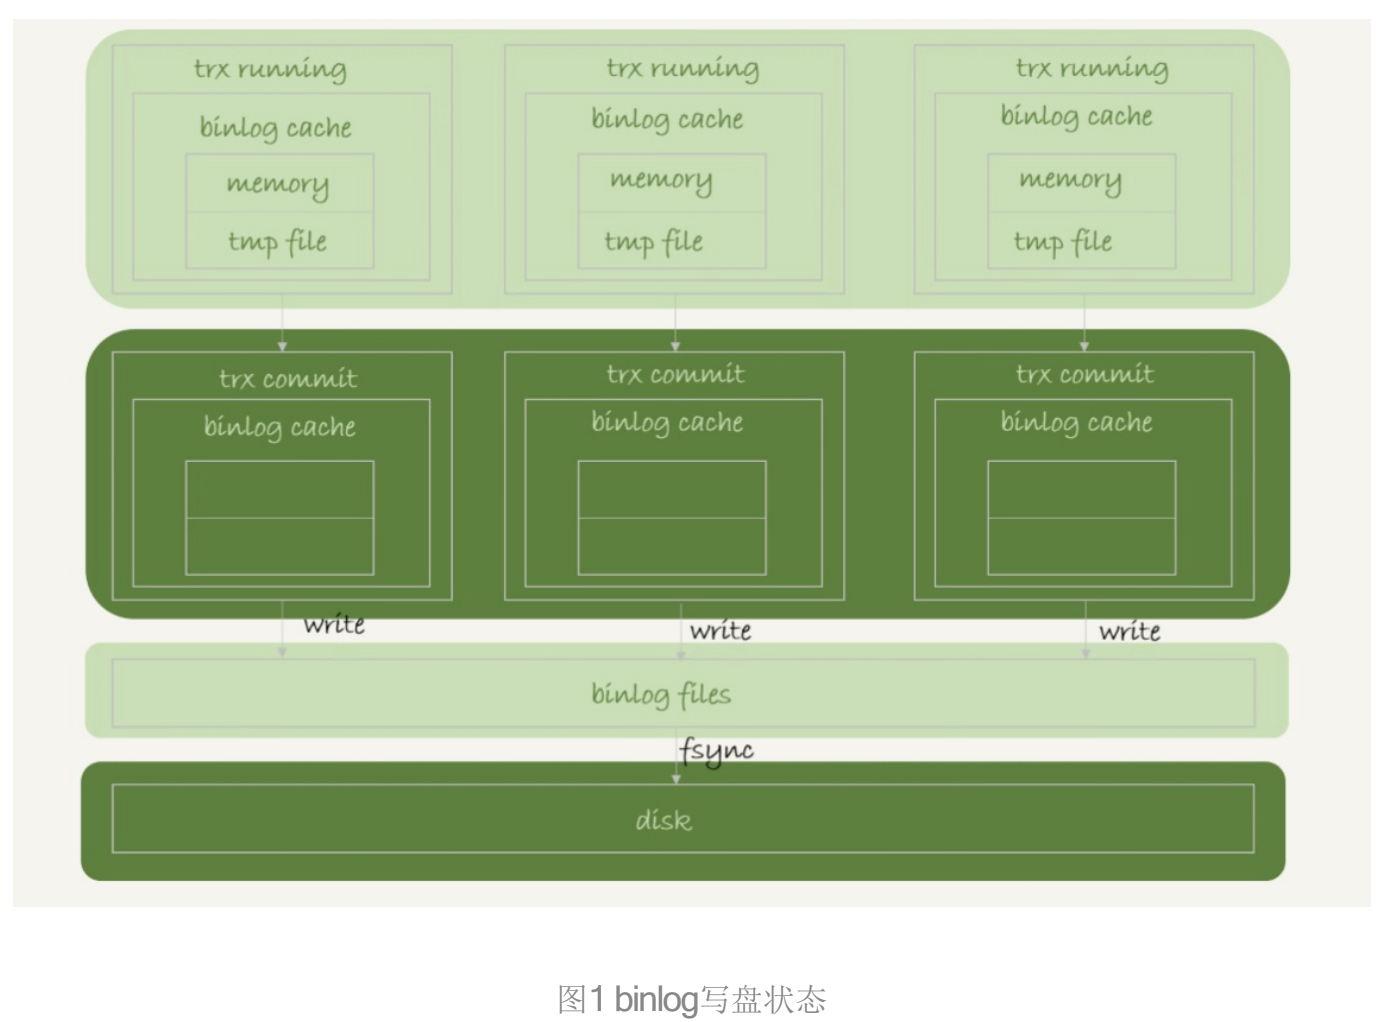 trx running
trx running
trx running
binlog cache
binlog cache
binlog cache
memory
memory
memory
tmp file
tmp file
tmp file
trx commit
trx commit
trx commit
binlog cache
binlog cache
binlog cache
write
write
write
binlog files
fsync
disk
图1 binlog写盘状态